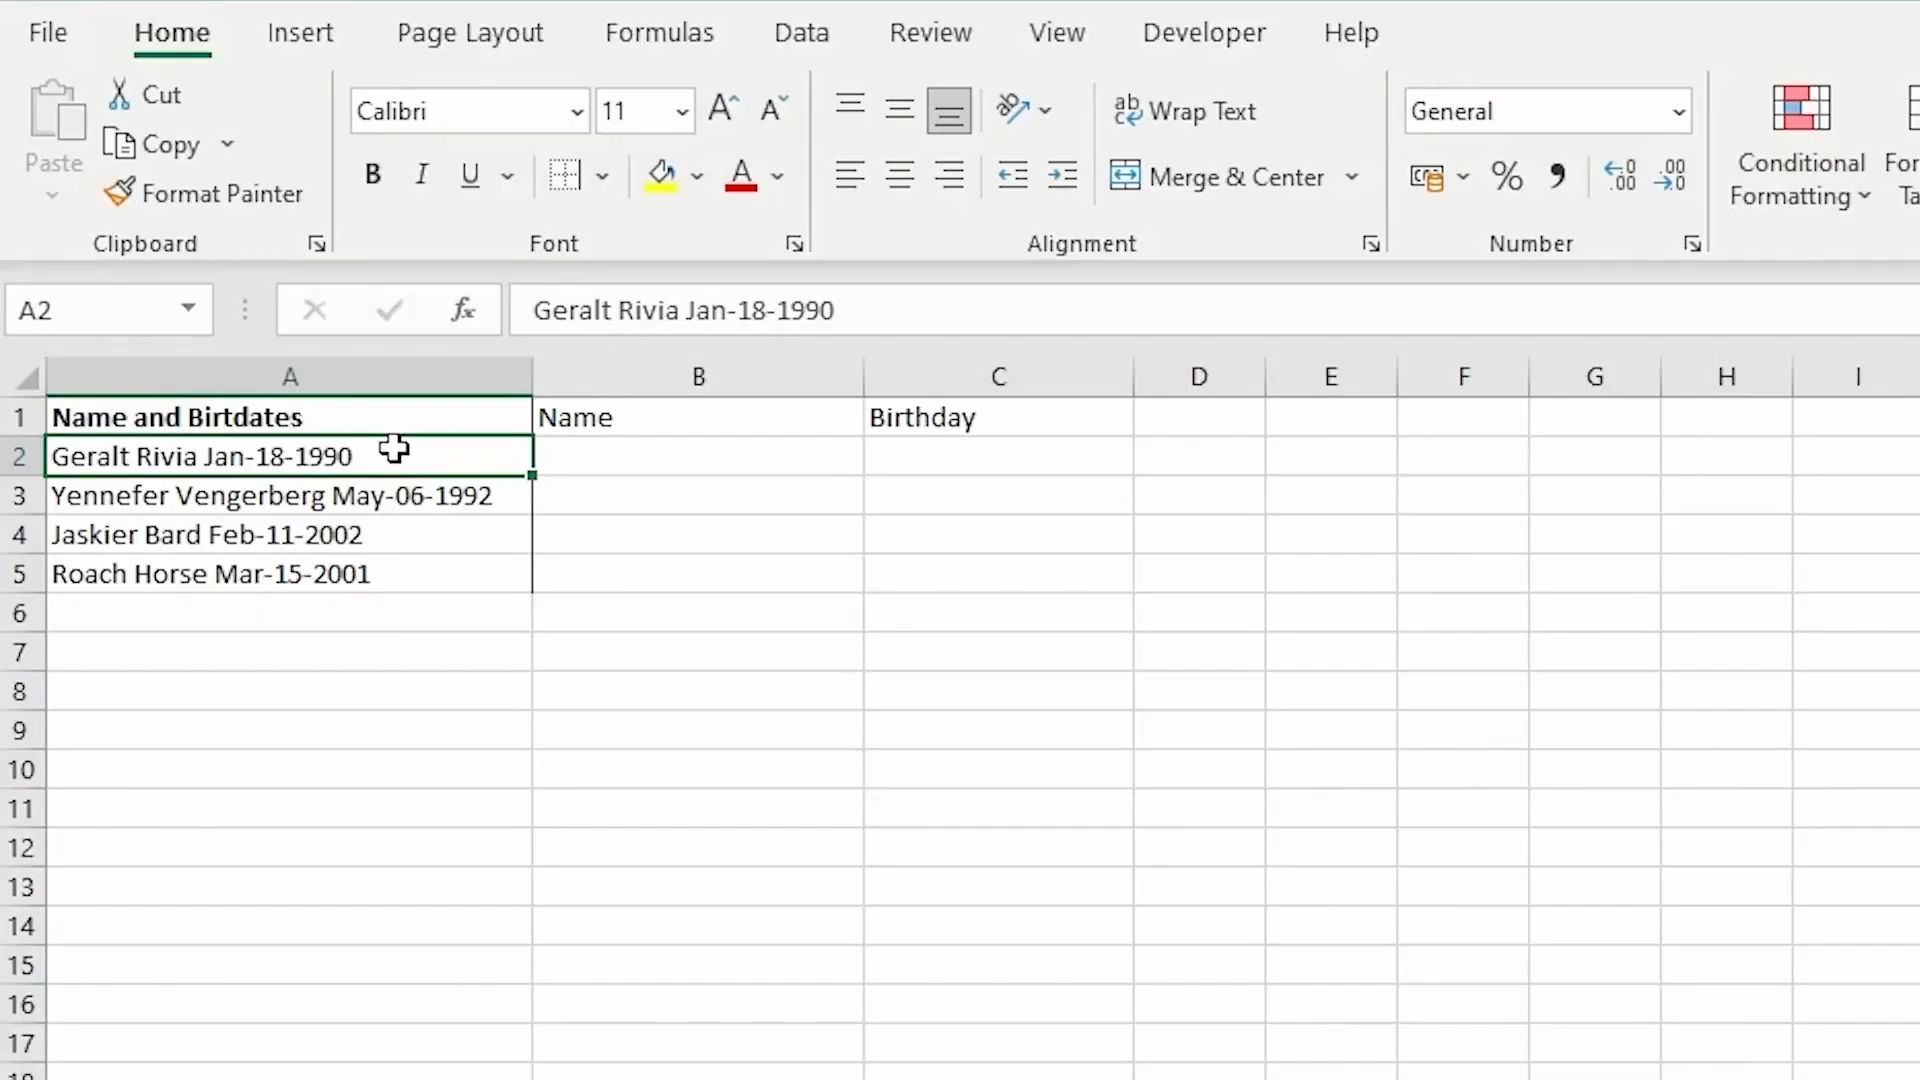 File Home Insert Page Layout Formulas Data Review View Developer Help
Cut
Calibri 11 A A ab Wrap Text General
Copy
Paste Conditional
B I U A Merge & Center % .00 .00 Formatting
Format Painter
Clipboard Font Alignment Number
A2 fx Geralt Rivia Jan-18-1990
A B C D E F G H I
1 Name and Birtdates Name Birthday
2 Geralt Rivia Jan-18-1990
3 Yennefer Vengerberg May-06-1992
4 Jaskier Bard Feb-11-2002
5 Roach Horse Mar-15-2001
6
7
8
9
10
11
12
13
14
15
16
17